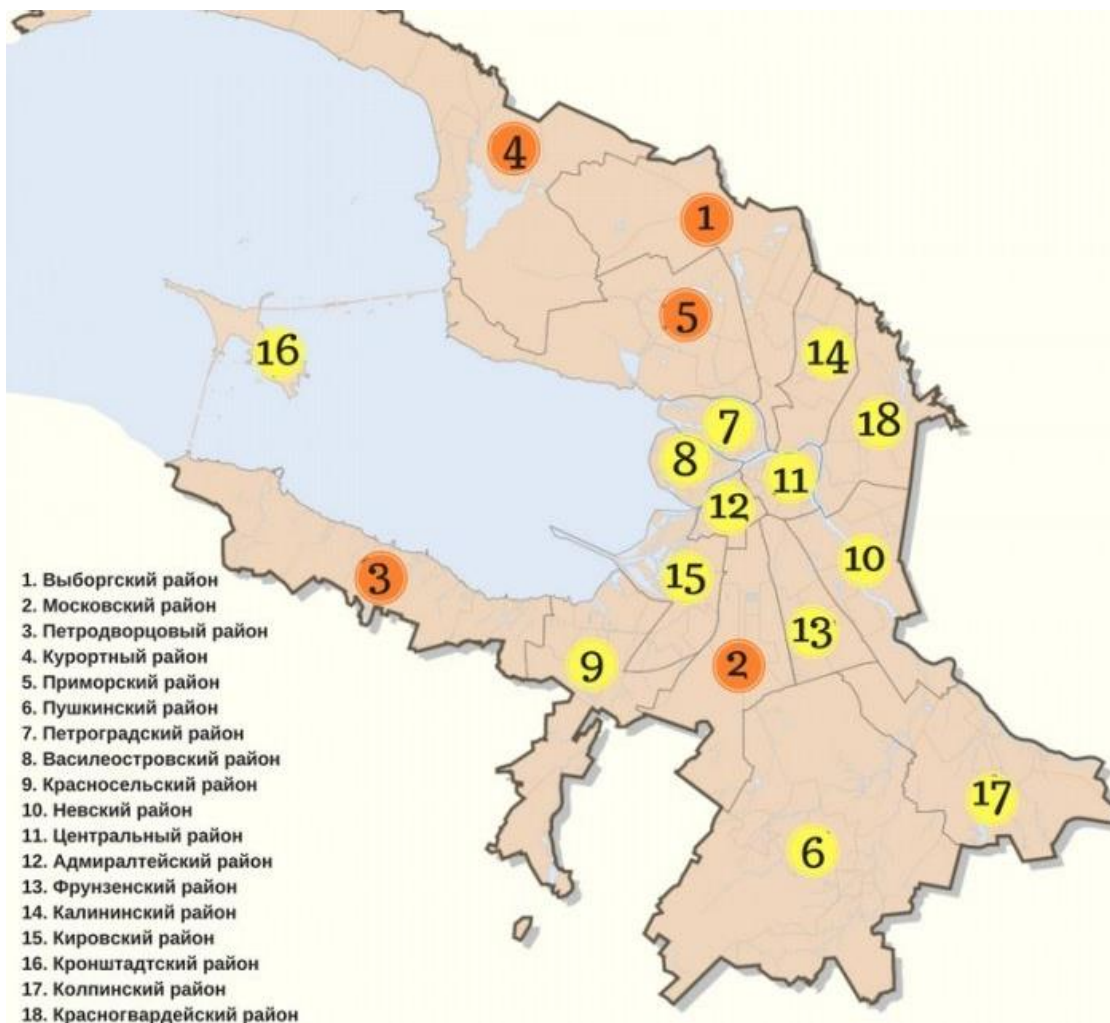 4
1
5
14
16
7
18
8
11
12
10
15
3
13
9
2
17
6
1. Выборгский район
2. Московский район
3. Петродворцовый район
4. Курортный район
5. Приморский район
6. Пушкинский район
7. Петроградский район
8. Василеостровский район
9. Красносельский район
10. Невский район
11. Центральный район
12. Адмиралтейский район
13. Фрунзенский район
14. Калининский район
15. Кировский район
16. Кронштадтский район
17. Колпинский район
18. Красногвардейский район